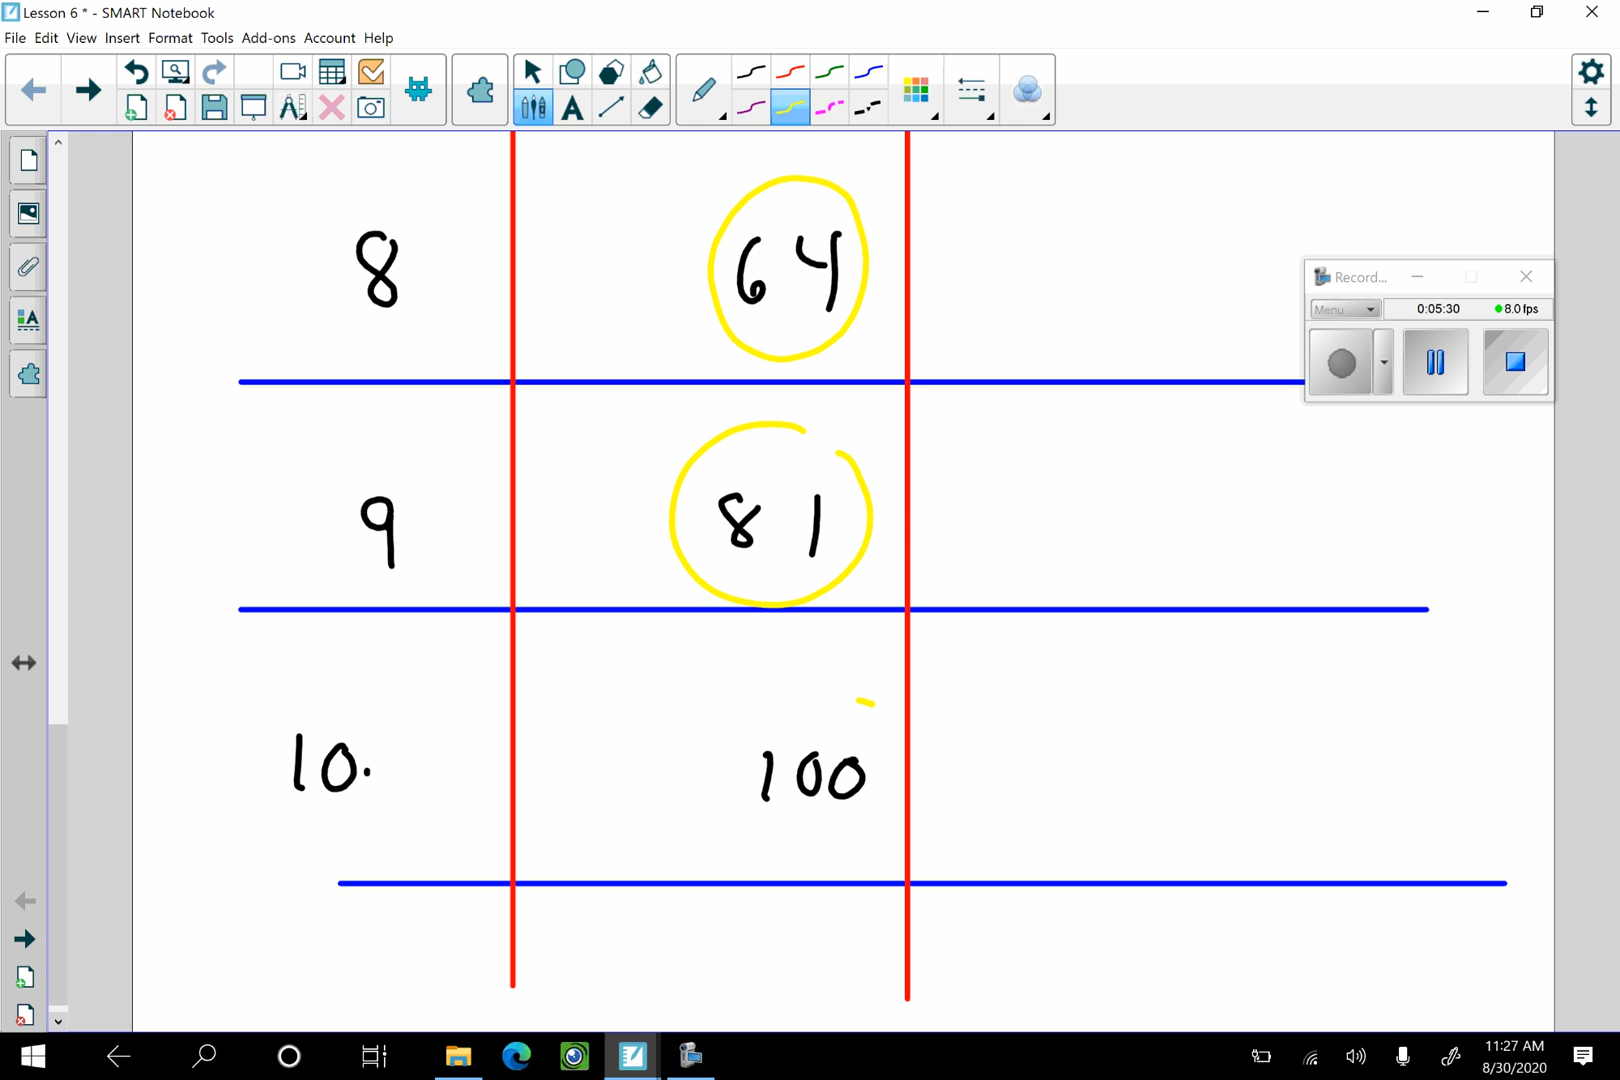 Lesson 6 * - SMART Notebook
File Edit View Insert Format Tools Add-ons Account Help
A
A
8 64
Record...
Menu 0:05:30 8.0 fps
9 81
10. 100
11:27 AM
8/30/2020